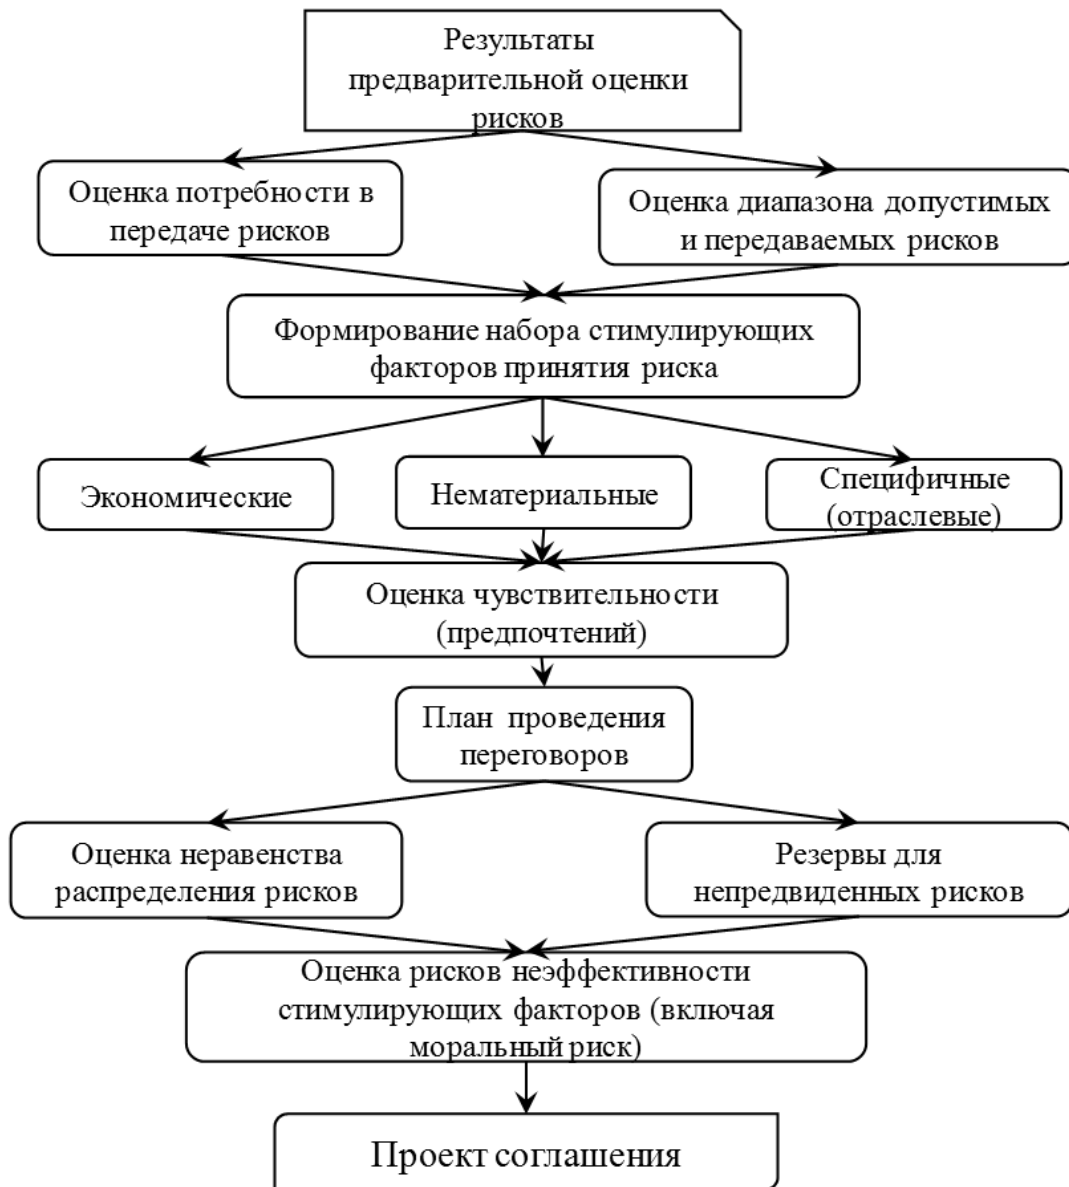 Результаты
предварительной оценки
рисков
Оценка потребности в
передаче рисков
Оценка диапазона допустимых
и передаваемых рисков
Формирование набора стимулирующих
факторов принятия риска
Экономические
Нематериальные
Специфичные
(отраслевые)
Оценка чувствительности
(предпочтений)
План проведения
переговоров
Оценка неравенства
распределения рисков
Резервы для
непредвиденных рисков
Оценка рисков неэффективности
стимулирующих факторов (включая
моральный риск)
Проект соглашения